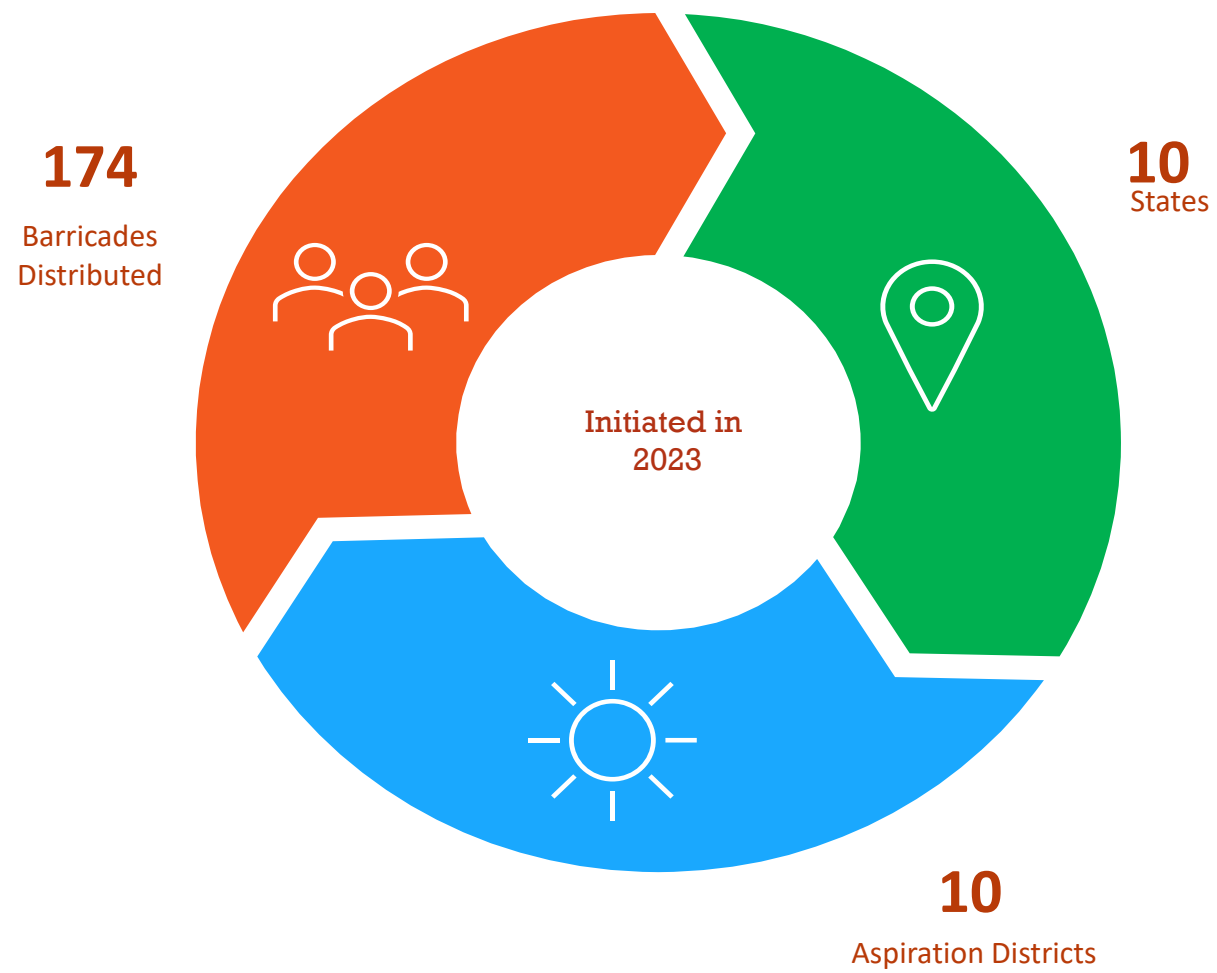 174
Barricades
Distributed
10
States
Initiated in
2023
10
Aspiration Districts